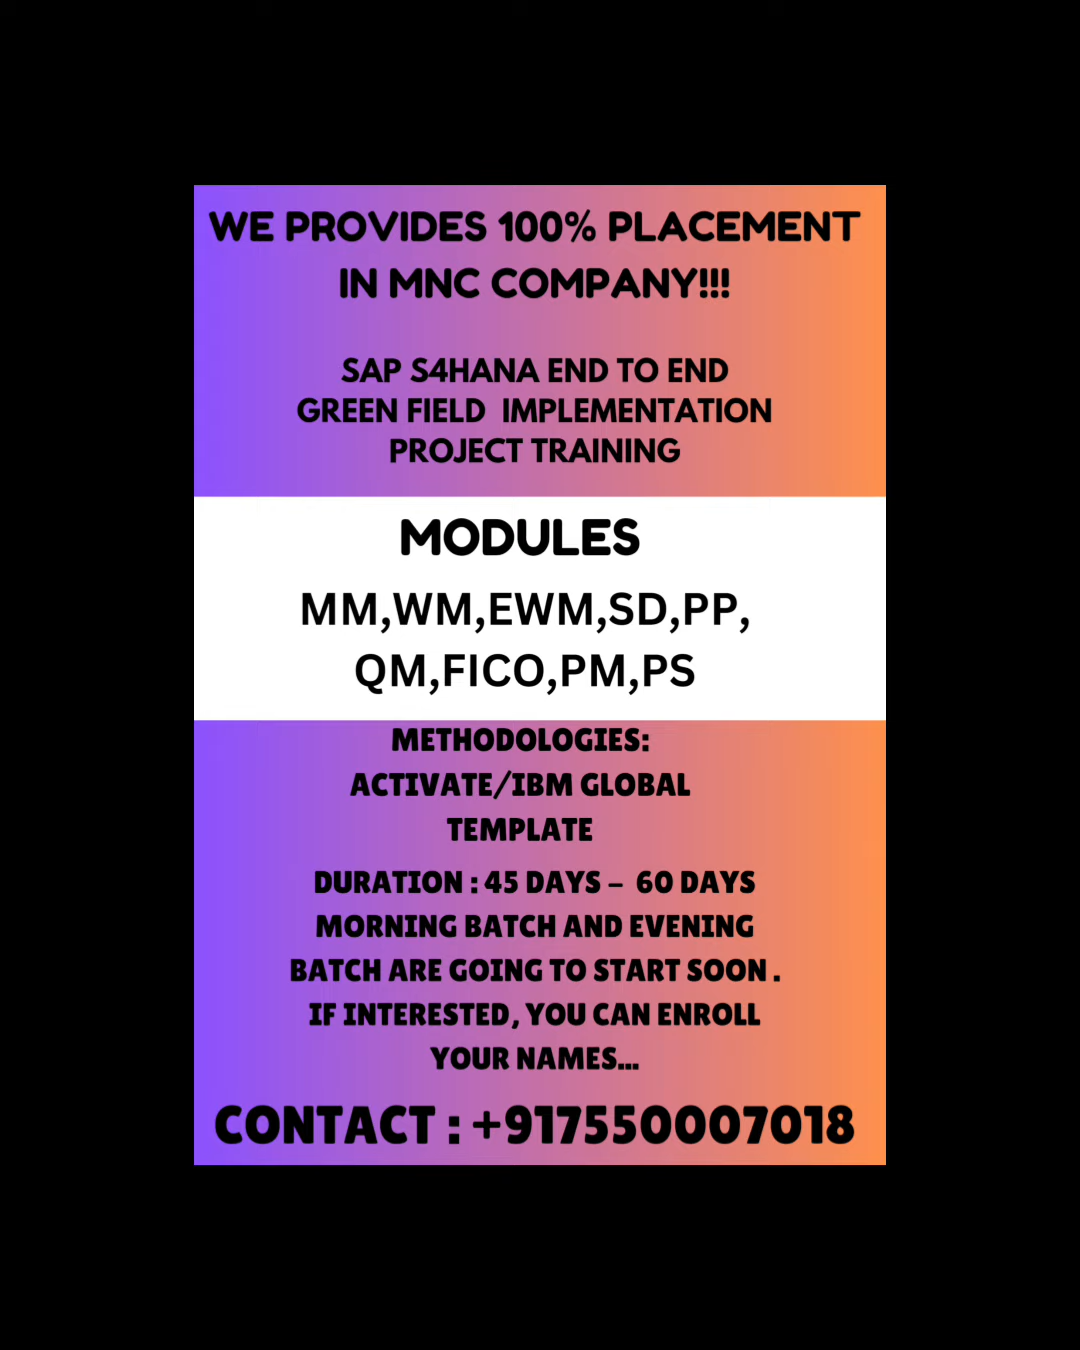 WE PROVIDES 100% PLACEMENT
IN MNC COMPANY!!!
SAP S4HANA END TO END
GREEN FIELD IMPLEMENTATION
PROJECT TRAINING
MODULES
MM,WM,EWM,SD,PP,
QM,FICO,PM,PS
METHODOLOGIES:
ACTIVATE/IBM GLOBAL
TEMPLATE
DURATION : 45 DAYS – 60 DAYS
MORNING BATCH AND EVENING
BATCH ARE GOING TO START SOON .
IF INTERESTED, YOU CAN ENROLL
YOUR NAMES...
CONTACT : +917550007018